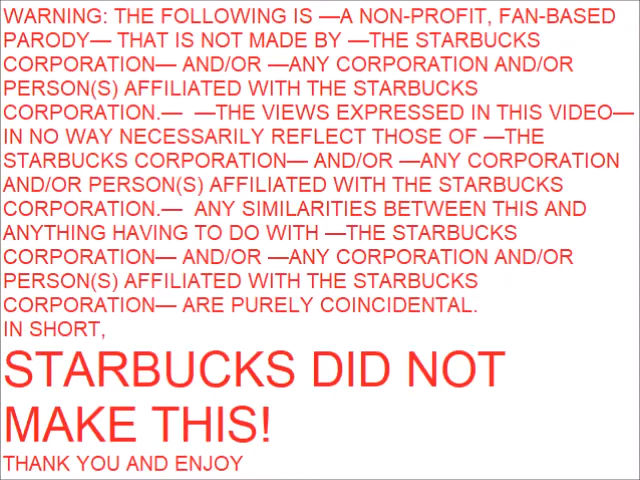 WARNING: THE FOLLOWING IS —A NON-PROFIT, FAN-BASED
PARODY— THAT IS NOT MADE BY —THE STARBUCKS
CORPORATION— AND/OR —ANY CORPORATION AND/OR
PERSON(S) AFFILIATED WITH THE STARBUCKS
CORPORATION.—  —THE VIEWS EXPRESSED IN THIS VIDEO—
IN NO WAY NECESSARILY REFLECT THOSE OF —THE
STARBUCKS CORPORATION— AND/OR —ANY CORPORATION
AND/OR PERSON(S) AFFILIATED WITH THE STARBUCKS
CORPORATION.—  ANY SIMILARITIES BETWEEN THIS AND
ANYTHING HAVING TO DO WITH —THE STARBUCKS
CORPORATION— AND/OR —ANY CORPORATION AND/OR
PERSON(S) AFFILIATED WITH THE STARBUCKS
CORPORATION— ARE PURELY COINCIDENTAL.
IN SHORT,
STARBUCKS DID NOT
MAKE THIS!
THANK YOU AND ENJOY